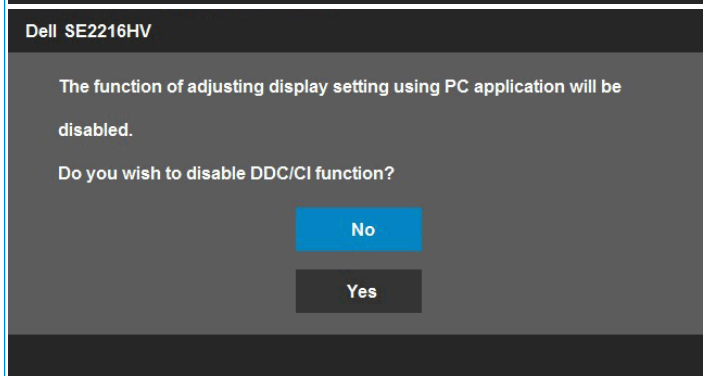 Dell SE2216HV
The function of adjusting display setting using PC application will be
disabled.
Do you wish to disable DDC/CI function?
No
Yes